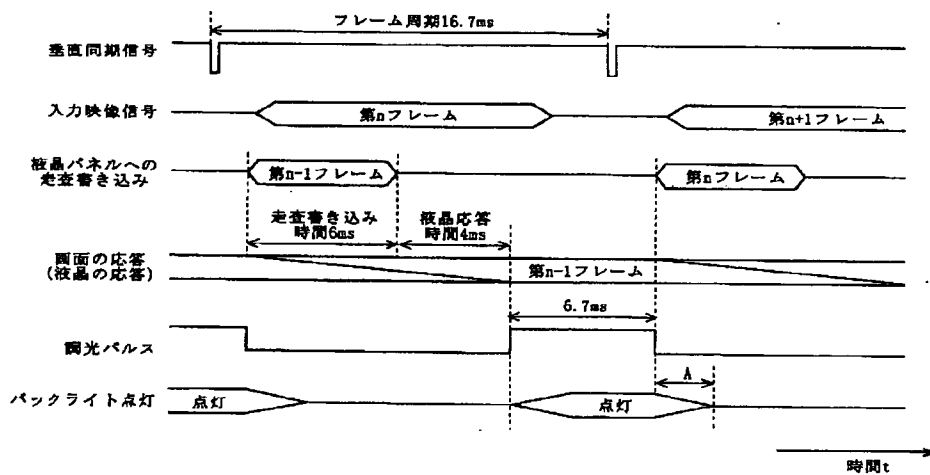 フレーム周期16.7ms
垂直同期信号
入力映像信号
第nフレーム
第n+1フレーム
液晶パネルへの
走査書き込み
第n-1フレーム
第nフレーム
走査書き込み
時間6ms
液晶応答
時間4ms
画面の応答
(液晶の応答)
第n-1フレーム
6.7ms
調光パルス
A
バックライト点灯
点灯
点灯
時間t